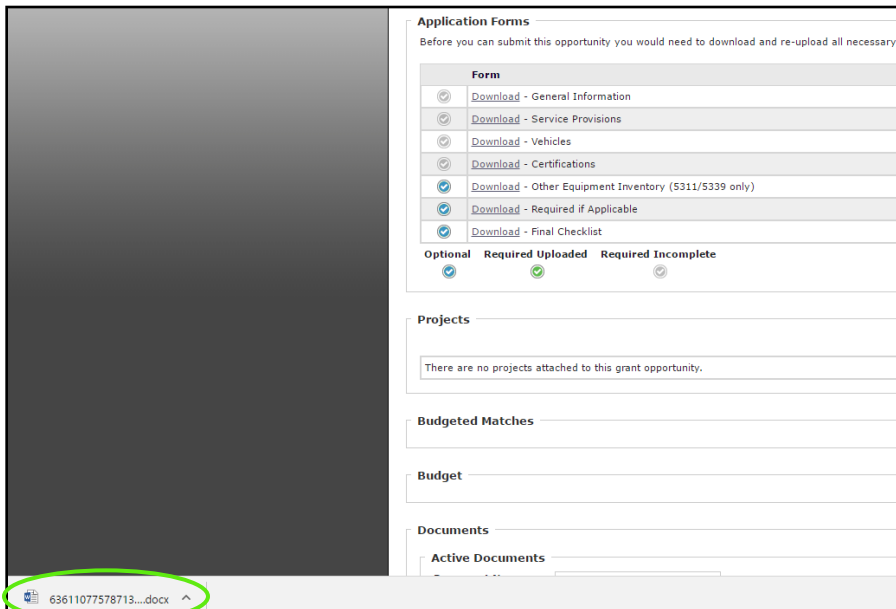 Application Forms
Before you can submit this opportunity you would need to download and re-upload all necessary
Form
Download - General Information
Download - Service Provisions
Download - Vehicles
Download - Certifications
Download - Other Equipment Inventory (5311/5339 only)
Download - Required if Applicable
Download - Final Checklist
Optional Required Uploaded Required Incomplete
Projects
There are no projects attached to this grant opportunity.
Budgeted Matches
Budget
Documents
Active Documents
63611077578713....docx